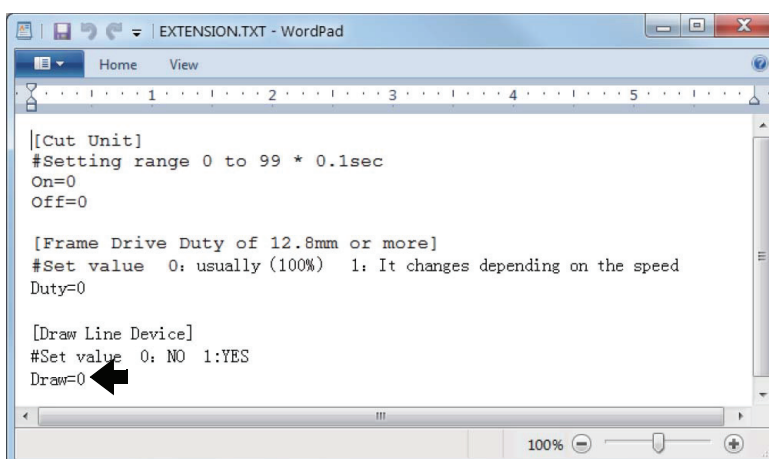 EXTENSION.TXT - WordPad
Home View
1 2 3 4 5
[Cut Unit]
#Setting range 0 to 99 * 0.1sec
On=0
Off=0
[Frame Drive Duty of 12.8mm or more]
#Set value 0: usually (100%) 1: It changes depending on the speed
Duty=0
[Draw Line Device]
#Set value 0: NO 1:YES
Draw=0
100%